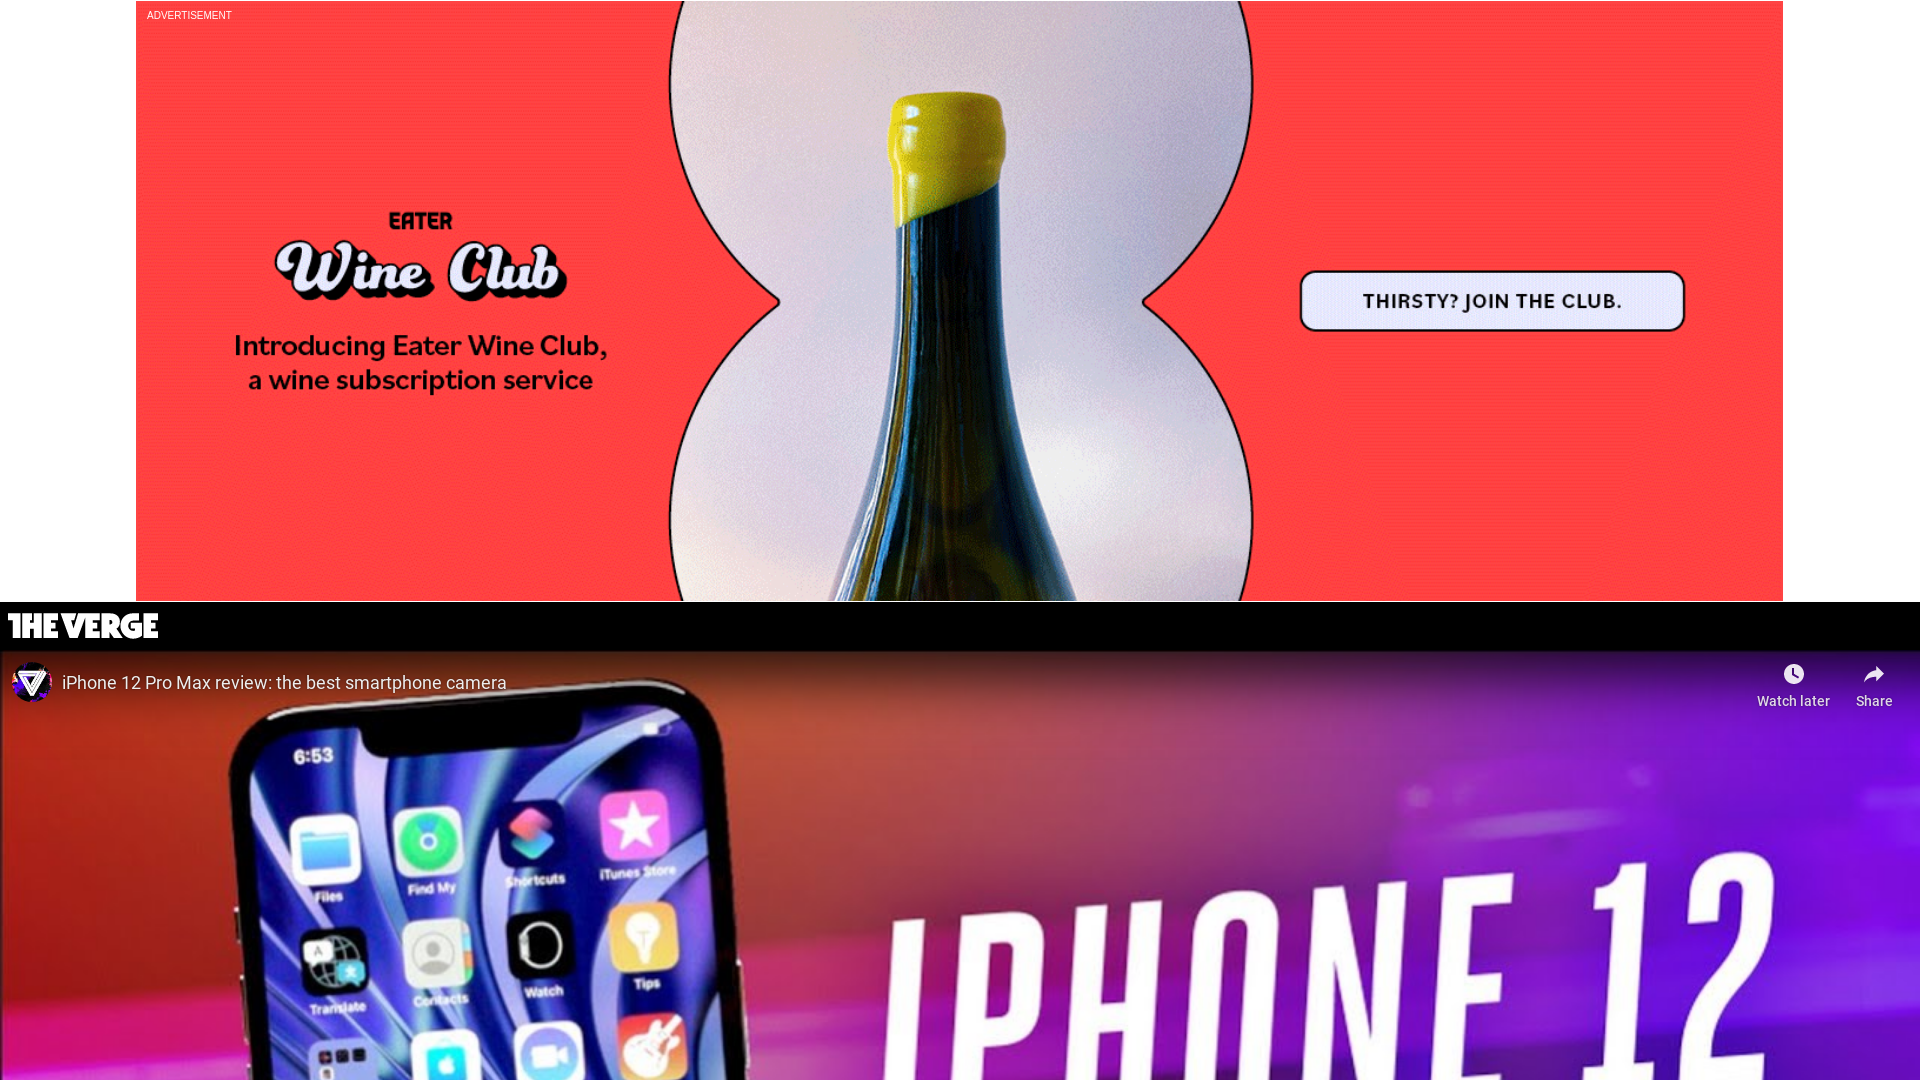 ADVERTISEMENT
EATER
Wine Club
Introducing Eater Wine Club,
a wine subscription service
THIRSTY? JOIN THE CLUB.
THE VERGE
iPhone 12 Pro Max review: the best smartphone camera
Watch later
Share
6:53
Files
Find My
Shortcuts
iTunes Store
Translate
Contacts
Watch
Tips
IPHONE 12